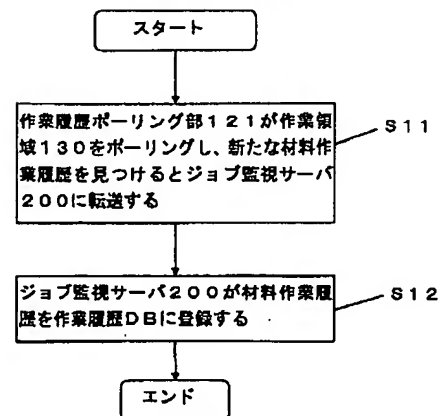 スタート
作業履歴ポーリング部121が作業領
域130をポーリングし、新たな材料作
業履歴を見つけるとジョブ監視サーバ
200に転送する
S11
ジョブ監視サーバ200が材料作業履
歴を作業履歴DBに登録する
S12
エンド